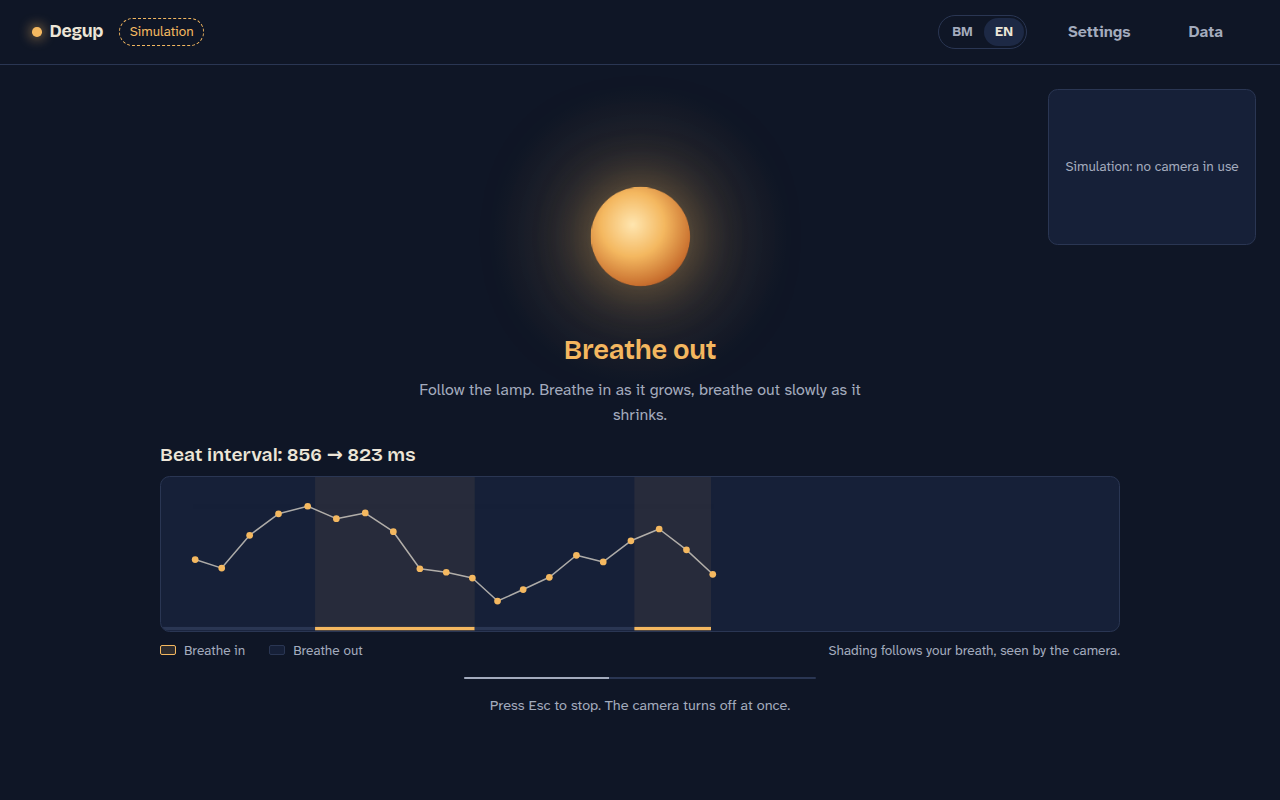 Degup
Simulation
BM
EN
Settings
Data
Simulation: no camera in use
Breathe out
Follow the lamp. Breathe in as it grows, breathe out slowly as it
shrinks.
Beat interval: 856 → 823 ms
Breathe in
Breathe out
Shading follows your breath, seen by the camera.
Press Esc to stop. The camera turns off at once.